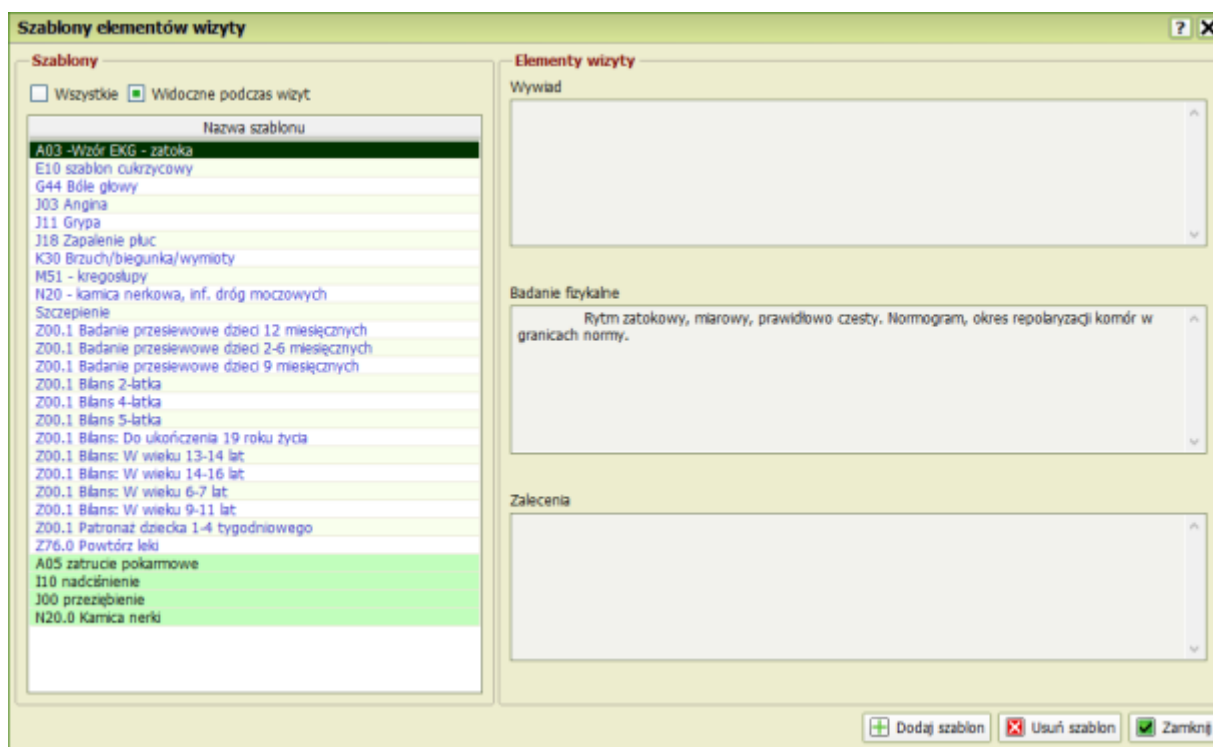 Szablony elementów wizyty
?
Szablony
Wszystkie Widoczne podczas wizyt
Nazwa szablonu
A03 -Wzór EKG - zatoka
E10 szablon cukrzycowy
G44 Bóle głowy
J03 Angina
J11 Grypa
J18 Zapalenie płuc
K30 Brzuch/biegunka/wymioty
M51 - kregosłupy
N20 - kamica nerkowa, inf. dróg moczowych
Szczepienie
Z00.1 Badanie przesiewowe dzieci 12 miesięcznych
Z00.1 Badanie przesiewowe dzieci 2-6 miesięcznych
Z00.1 Badanie przesiewowe dzieci 9 miesięcznych
Z00.1 Bilans 2-latka
Z00.1 Bilans 4-latka
Z00.1 Bilans 5-latka
Z00.1 Bilans: Do ukończenia 19 roku życia
Z00.1 Bilans: W wieku 13-14 lat
Z00.1 Bilans: W wieku 14-16 lat
Z00.1 Bilans: W wieku 6-7 lat
Z00.1 Bilans: W wieku 9-11 lat
Z00.1 Patronaż dziecka 1-4 tygodniowego
Z76.0 Powtórz leki
A05 zatrucie pokarmowe
I10 nadciśnienie
J00 przeziębienie
N20.0 Kamica nerki
Elementy wizyty
Wywiad
Badanie fizykalne
Rytm zatokowy, miarowy, prawidłowo czesty. Normogram, okres repolaryzacji komór w
granicach normy.
Zalecenia
Dodaj szablon Usuń szablon Zamknij